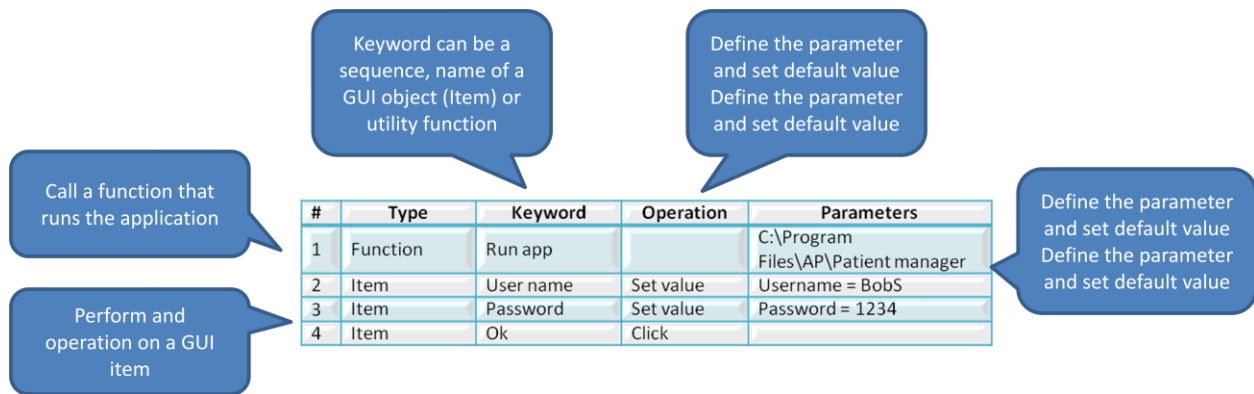 Keyword can be a
sequence, name of a
GUI object (Item) or
utility function
Define the parameter
and set default value
Define the parameter
and set default value
Call a function that
runs the application
Perform and
operation on a GUI
item
# Type Keyword Operation Parameters
1 Function Run app C:\Program
Files\AP\Patient manager
2 Item User name Set value Username = BobS
3 Item Password Set value Password = 1234
4 Item Ok Click
Define the parameter
and set default value
Define the parameter
and set default value